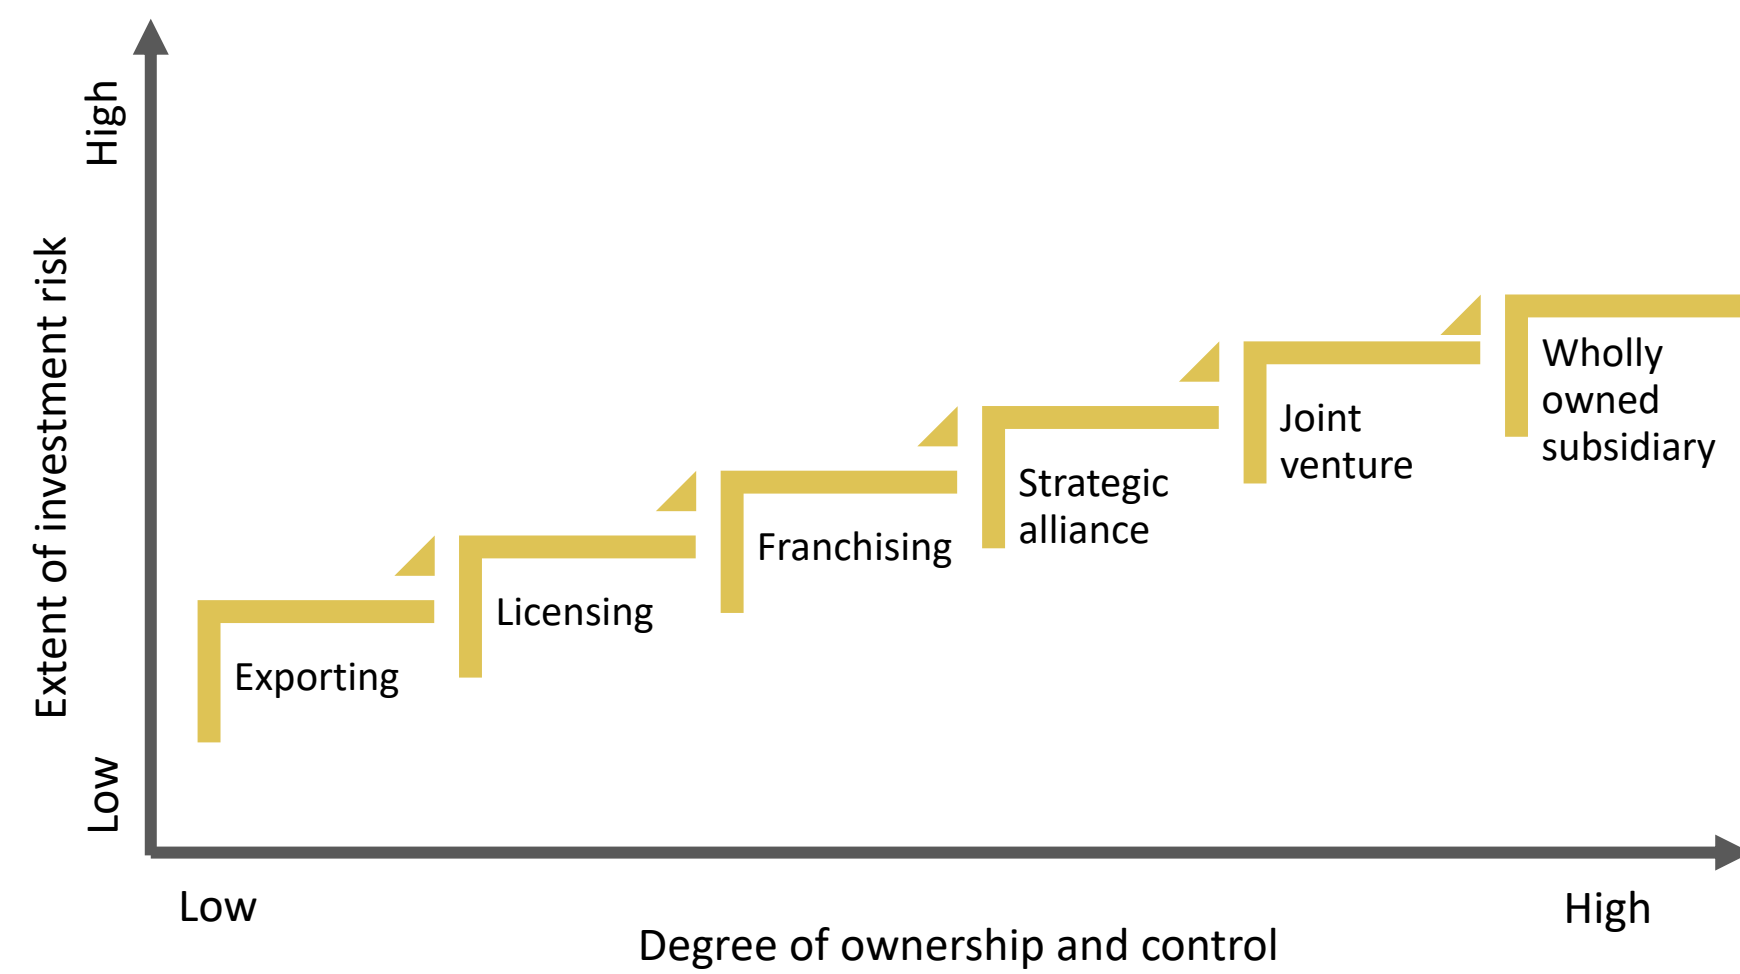 High
Extent of investment risk
Low
Exporting
Licensing
Franchising
Strategic
alliance
Joint
venture
Wholly
owned
subsidiary
Low
High
Degree of ownership and control